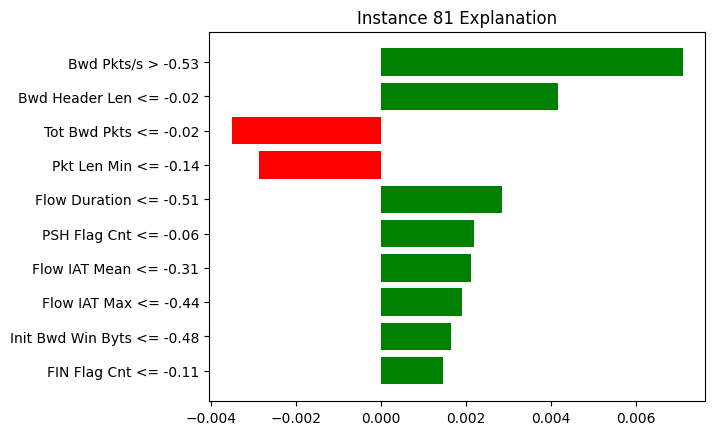 Instance 81 Explanation
Bwd Pkts/s > -0.53
Bwd Header Len <= -0.02
Tot Bwd Pkts <= -0.02
Pkt Len Min <= -0.14
Flow Duration <= -0.51
PSH Flag Cnt <= -0.06
Flow IAT Mean <= -0.31
Flow IAT Max <= -0.44
Init Bwd Win Byts <= -0.48
FIN Flag Cnt <= -0.11
−0.004 −0.002 0.000 0.002 0.004 0.006